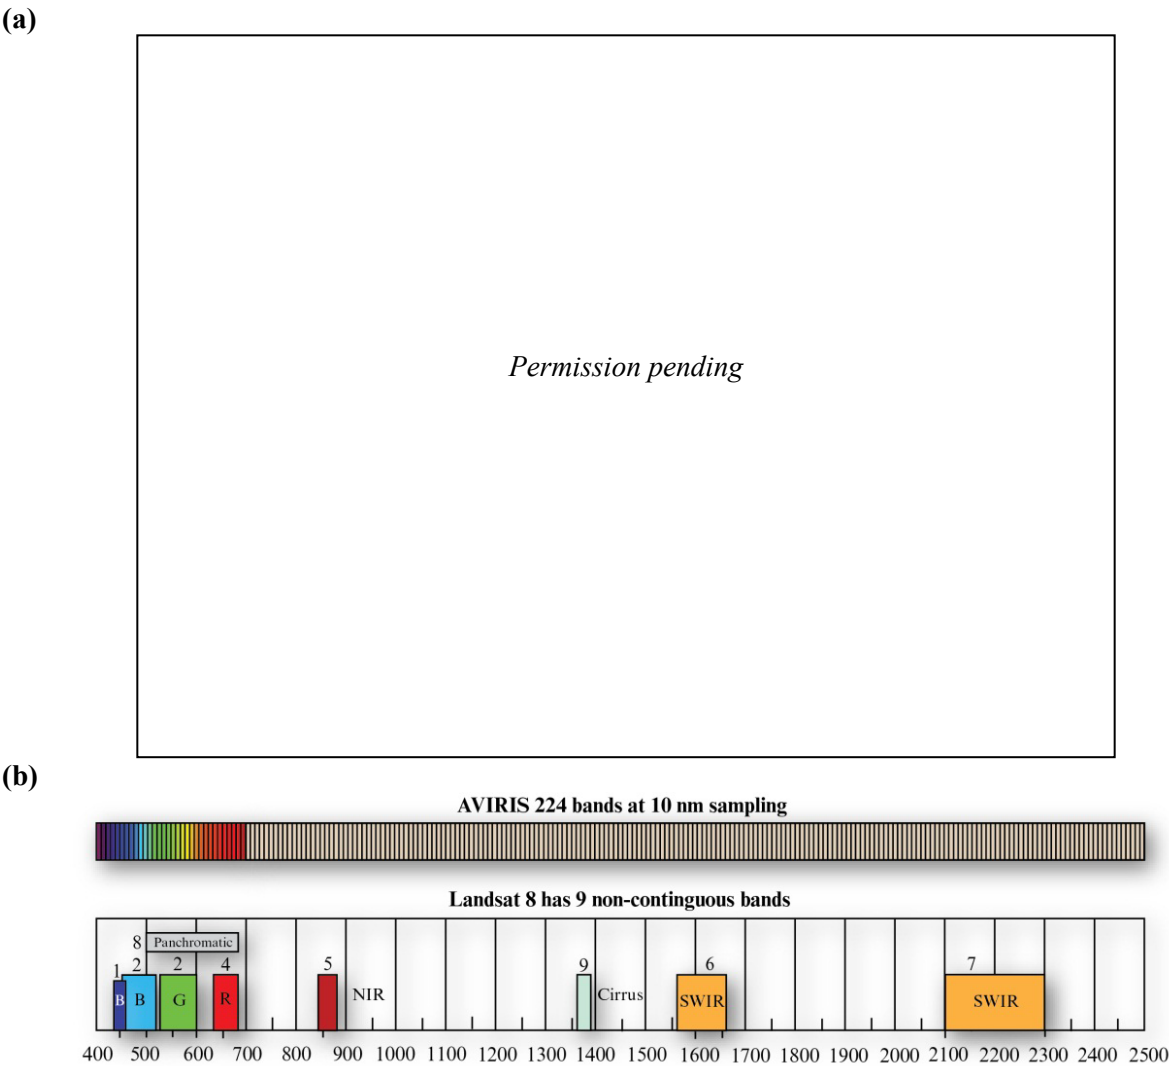 (a)
Permission pending
(b)
AVIRIS 224 bands at 10 nm sampling
Landsat 8 has 9 non-continguous bands
8 Panchromatic
1 2 2 4 5 9 6 7
B B G R NIR Cirrus SWIR SWIR
400 500 600 700 800 900 1000 1100 1200 1300 1400 1500 1600 1700 1800 1900 2000 2100 2200 2300 2400 2500